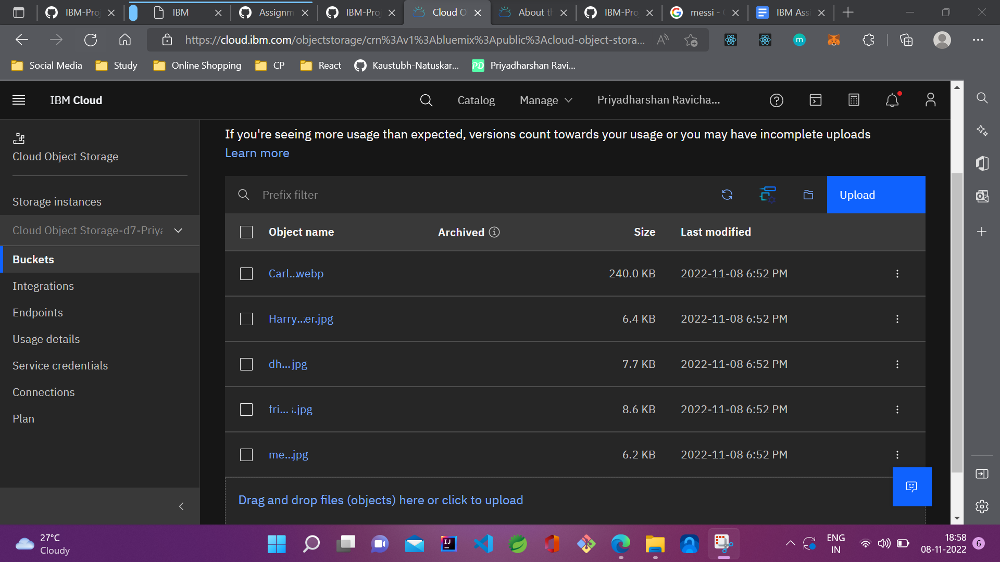 IBM-Pro
IBM
Assignm
IBM-Pro
Cloud O
About th
IBM-Pro
messi -
IBM Ass
https://cloud.ibm.com/objectstorage/crn%3Av1%3Abluemix%3Apublic%3Acloud-object-stora...
Social Media
Study
Online Shopping
CP
React
Kaustubh-Natuskar...
PD Priyadharshan Ravi...
IBM Cloud
Catalog
Manage
Priyadharshan Ravicha...
Cloud Object Storage
Storage instances
Cloud Object Storage-d7-Priya
Buckets
Integrations
Endpoints
Usage details
Service credentials
Connections
Plan
If you're seeing more usage than expected, versions count towards your usage or you may have incomplete uploads
Learn more
Prefix filter
Upload
Object name Archived Size Last modified
Carl...webp 240.0 KB 2022-11-08 6:52 PM
Harry...er.jpg 6.4 KB 2022-11-08 6:52 PM
dh...jpg 7.7 KB 2022-11-08 6:52 PM
fri...s.jpg 8.6 KB 2022-11-08 6:52 PM
me...jpg 6.2 KB 2022-11-08 6:52 PM
Drag and drop files (objects) here or click to upload
27°C
Cloudy
ENG
IN
18:58
08-11-2022
6